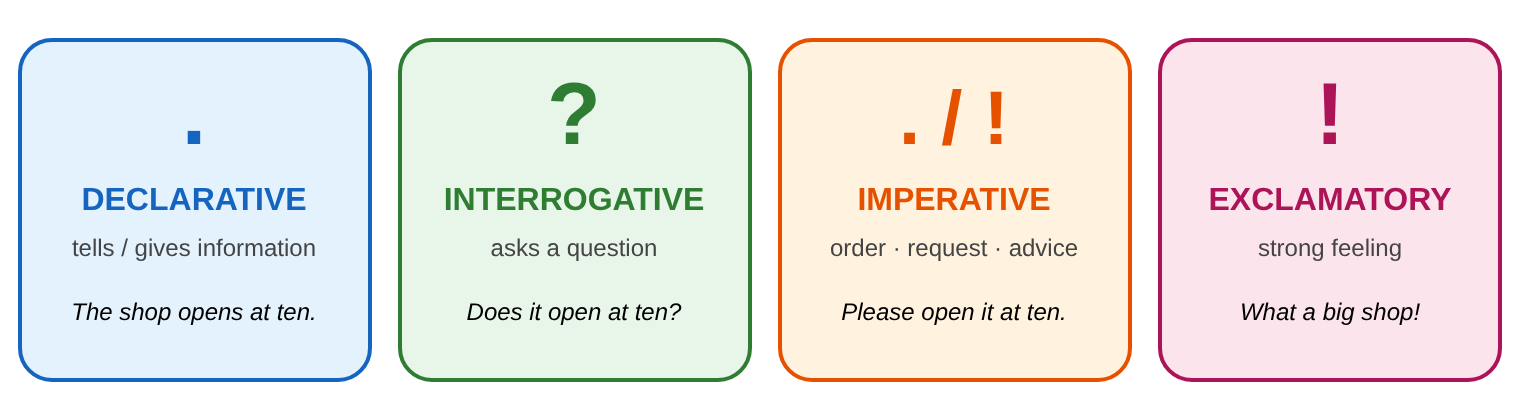 .
DECLARATIVE
tells / gives information
The shop opens at ten.
?
INTERROGATIVE
asks a question
Does it open at ten?
. / !
IMPERATIVE
order · request · advice
Please open it at ten.
!
EXCLAMATORY
strong feeling
What a big shop!